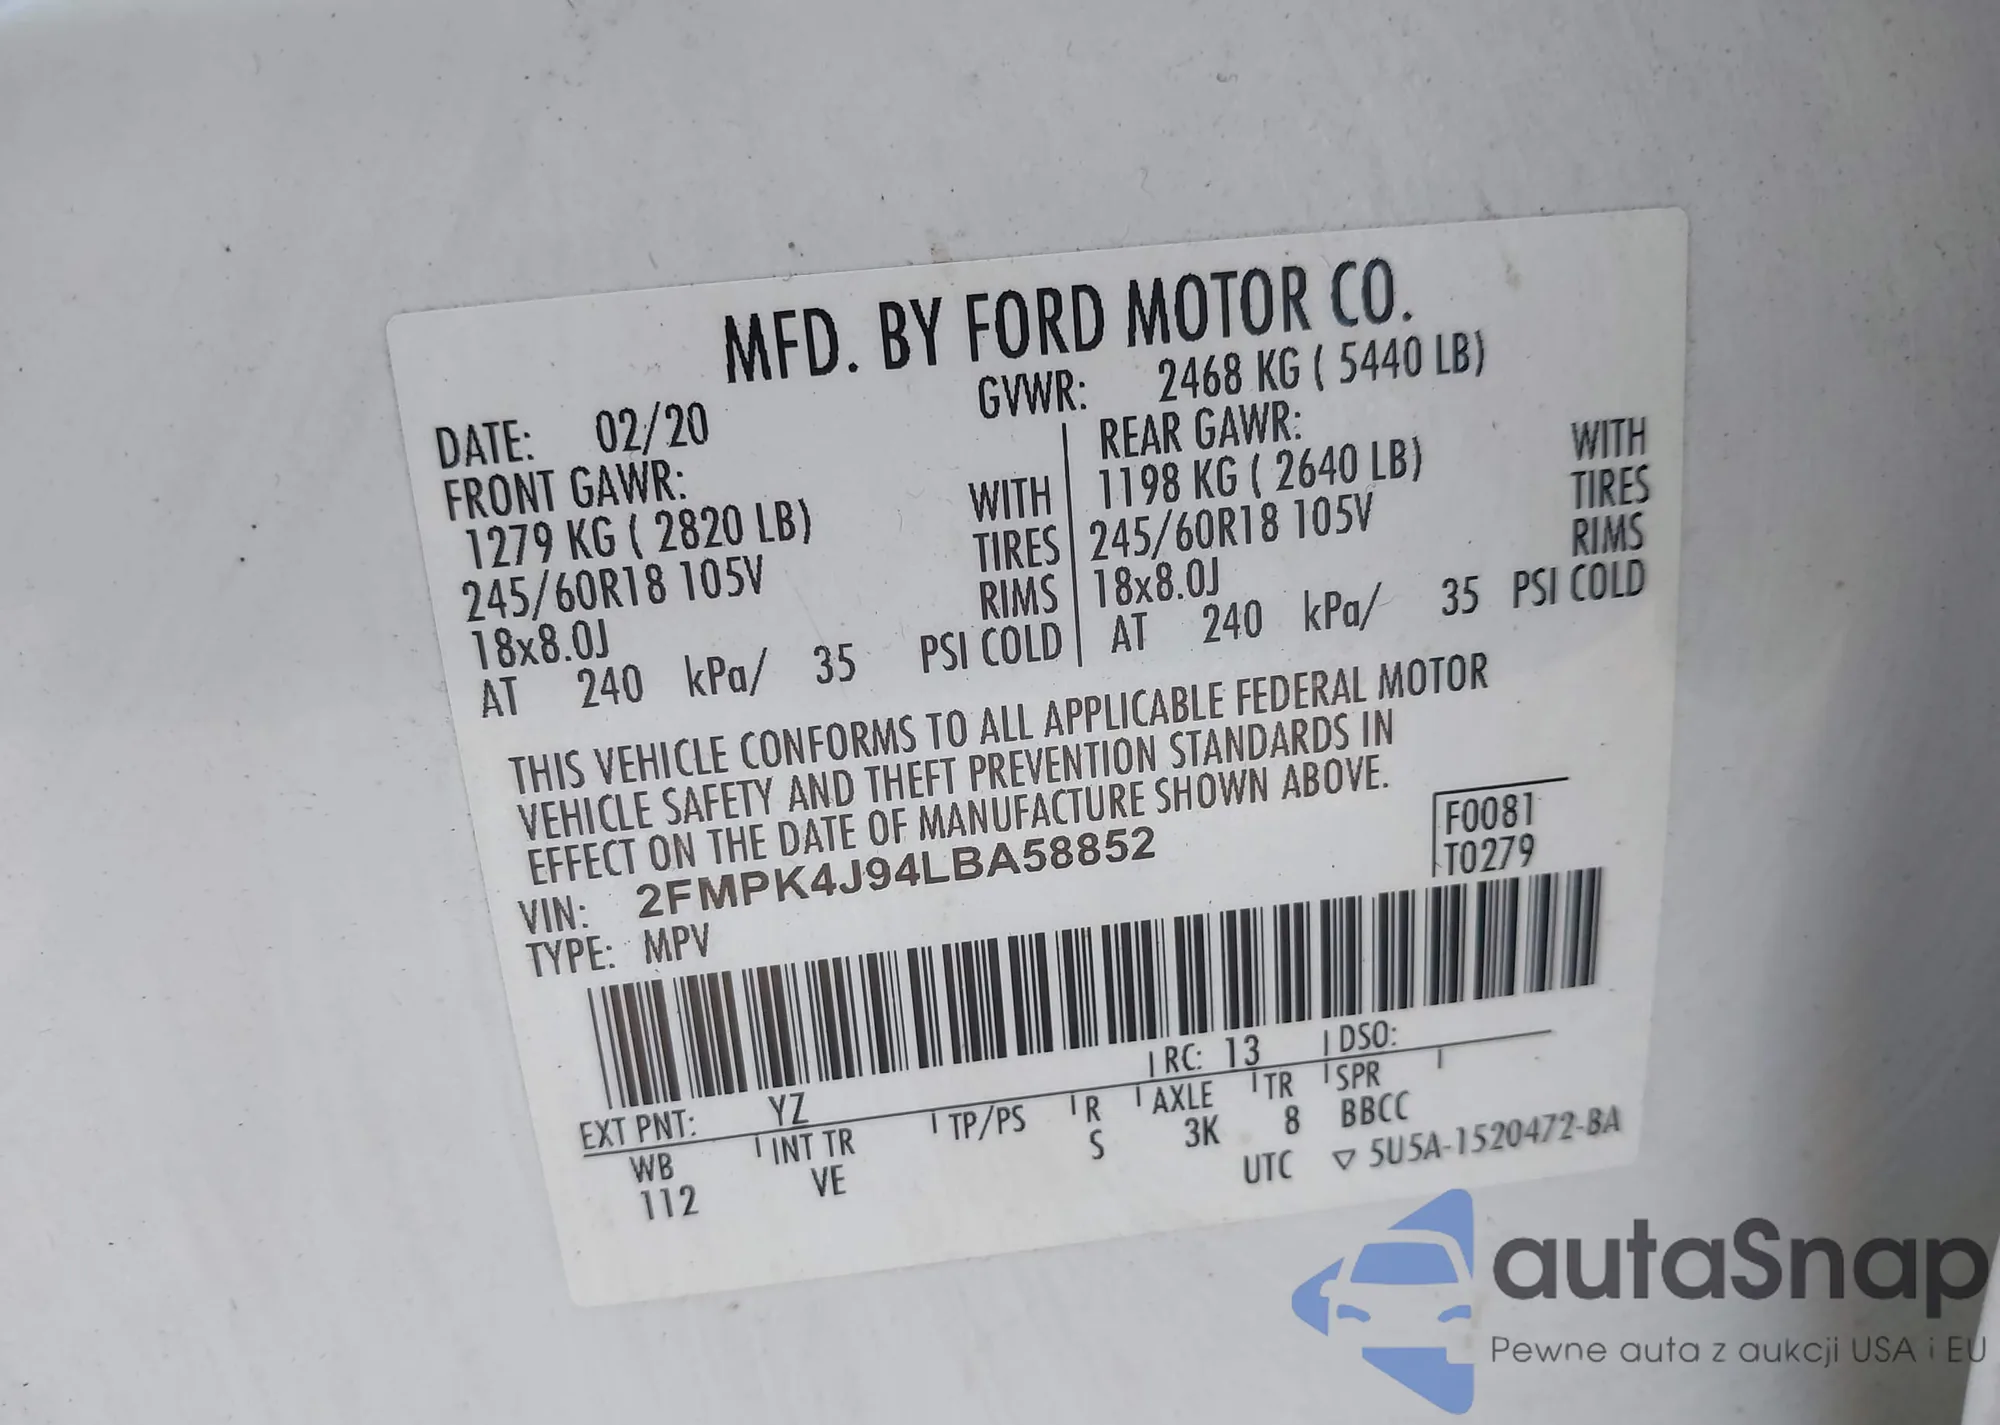 MFD. BY FORD MOTOR CO.
DATE: 02/20 GVWR: 2468 KG ( 5440 LB)
FRONT GAWR: REAR GAWR:
1279 KG ( 2820 LB) WITH 1198 KG ( 2640 LB) WITH
245/60R18 105V TIRES 245/60R18 105V TIRES
18x8.0J RIMS 18x8.0J RIMS
AT 240 kPa/ 35 PSI COLD AT 240 kPa/ 35 PSI COLD
THIS VEHICLE CONFORMS TO ALL APPLICABLE FEDERAL MOTOR
VEHICLE SAFETY AND THEFT PREVENTION STANDARDS IN
EFFECT ON THE DATE OF MANUFACTURE SHOWN ABOVE.
VIN: 2FMPK4J94LBA58852 F0081
TYPE: MPV T0279
EXT PNT: YZ RC: 13 DSO:
WB INT TR TP/PS R AXLE TR SPR
112 VE S 3K 8 BBCC
UTC ▽ 5U5A-1520472-BA
autaSnap
Pewne auta z aukcji USA i EU